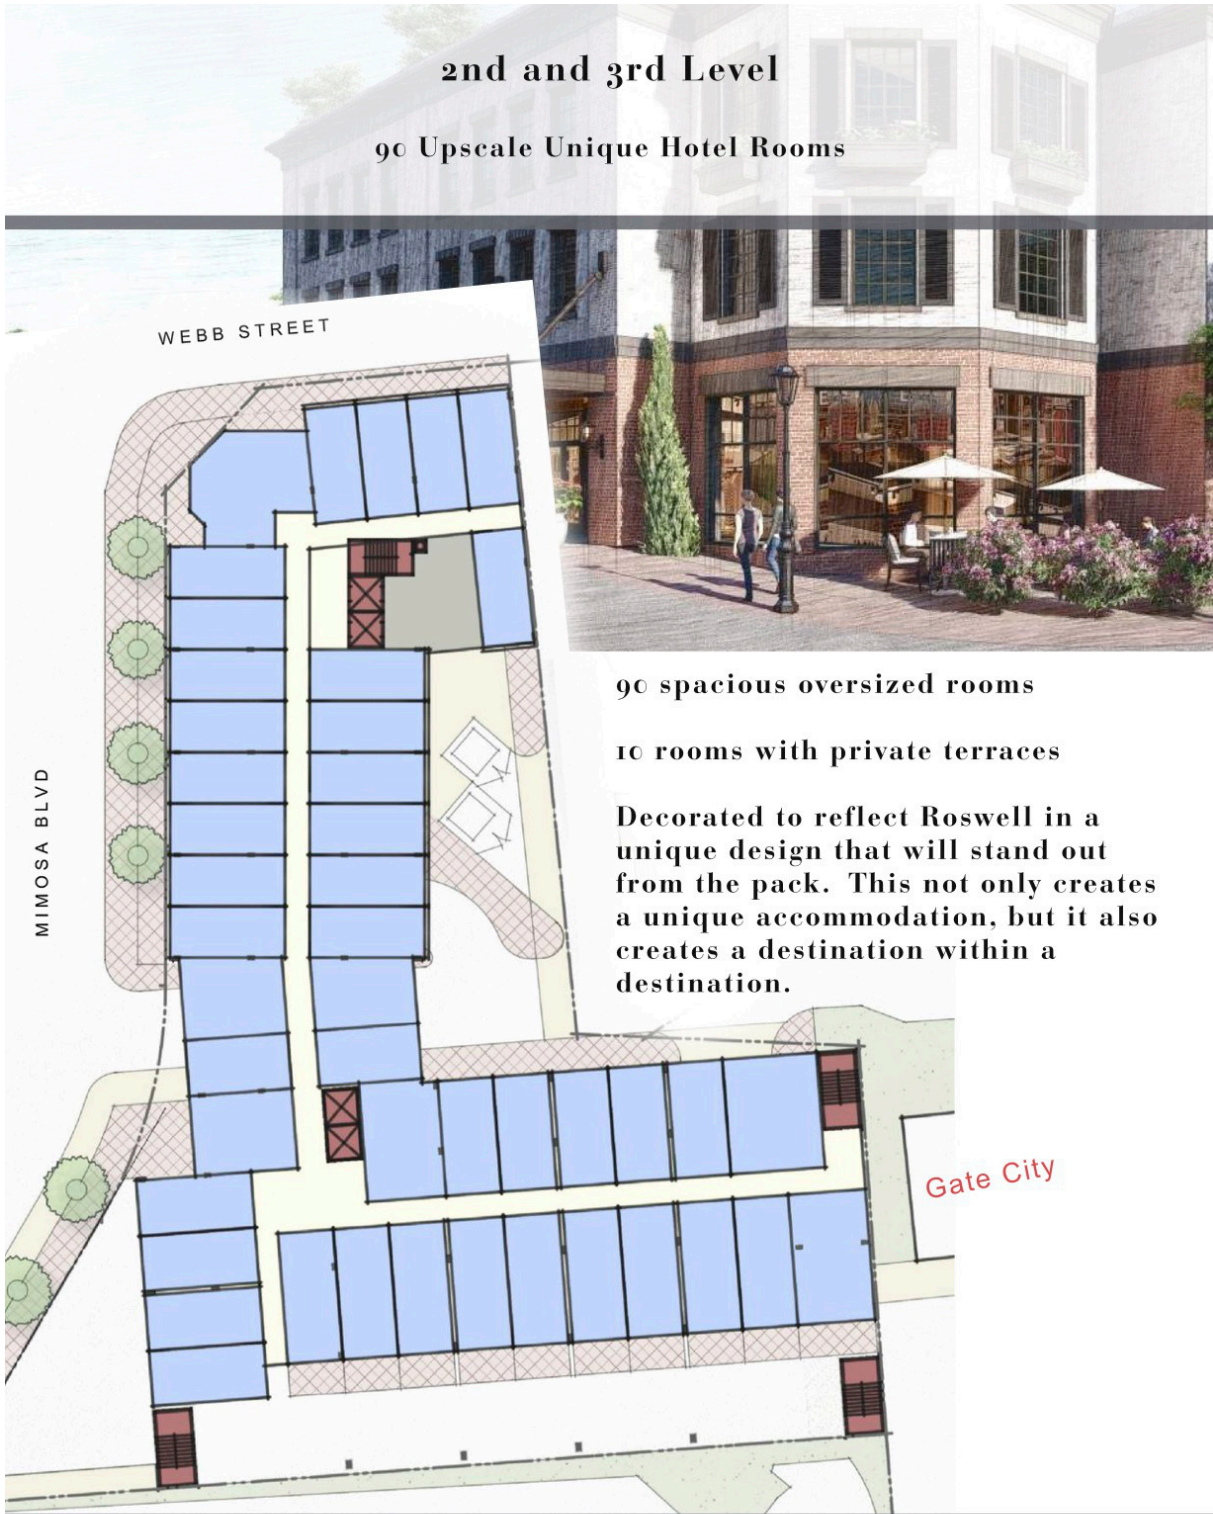 2nd and 3rd Level
90 Upscale Unique Hotel Rooms
WEBB STREET
MIMOSA BLVD
90 spacious oversized rooms
10 rooms with private terraces
Decorated to reflect Roswell in a
unique design that will stand out
from the pack.  This not only creates
a unique accommodation, but it also
creates a destination within a
destination.
Gate City